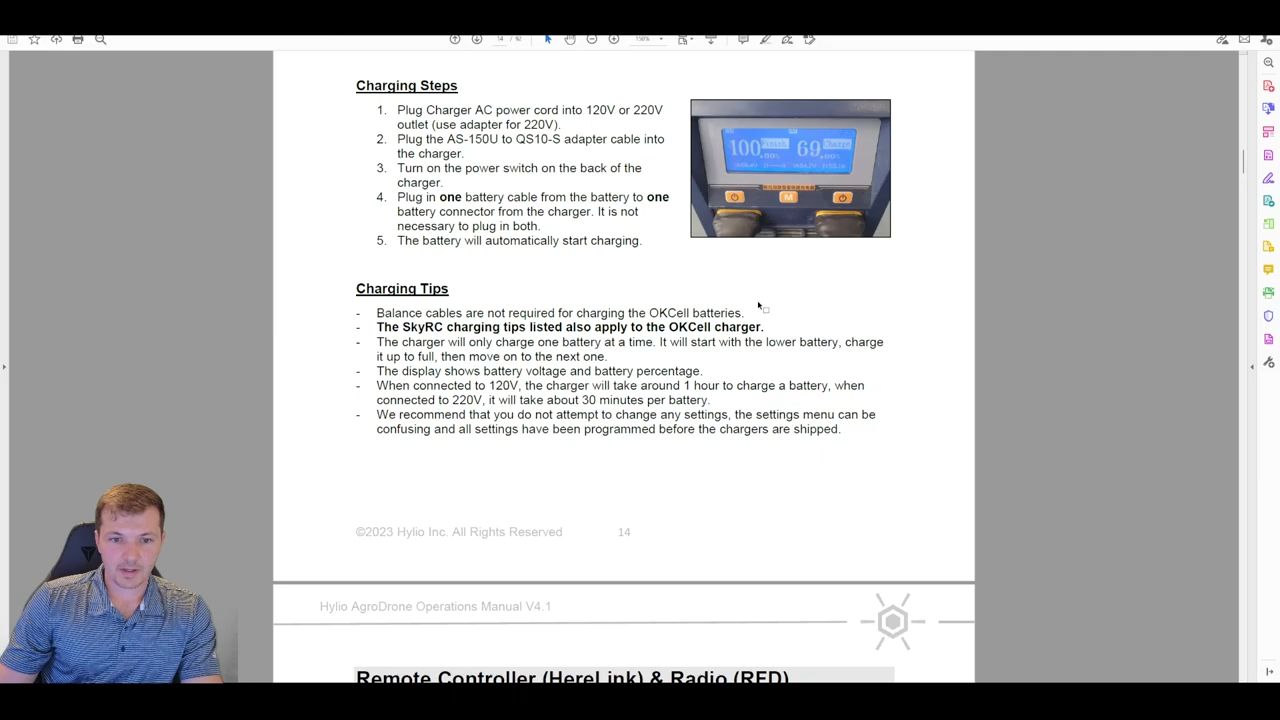 14 / 92
158%
Charging Steps
1. Plug Charger AC power cord into 120V or 220V
outlet (use adapter for 220V).
2. Plug the AS-150U to QS10-S adapter cable into
the charger.
3. Turn on the power switch on the back of the
charger.
4. Plug in one battery cable from the battery to one
battery connector from the charger. It is not
necessary to plug in both.
5. The battery will automatically start charging.
100 Finish 69 Charge
M
Charging Tips
- Balance cables are not required for charging the OKCell batteries.
- The SkyRC charging tips listed also apply to the OKCell charger.
- The charger will only charge one battery at a time. It will start with the lower battery, charge
it up to full, then move on to the next one.
- The display shows battery voltage and battery percentage.
- When connected to 120V, the charger will take around 1 hour to charge a battery, when
connected to 220V, it will take about 30 minutes per battery.
- We recommend that you do not attempt to change any settings, the settings menu can be
confusing and all settings have been programmed before the chargers are shipped.
©2023 Hylio Inc. All Rights Reserved 14
Hylio AgroDrone Operations Manual V4.1
Remote Controller (HereLink) & Radio (RFD)